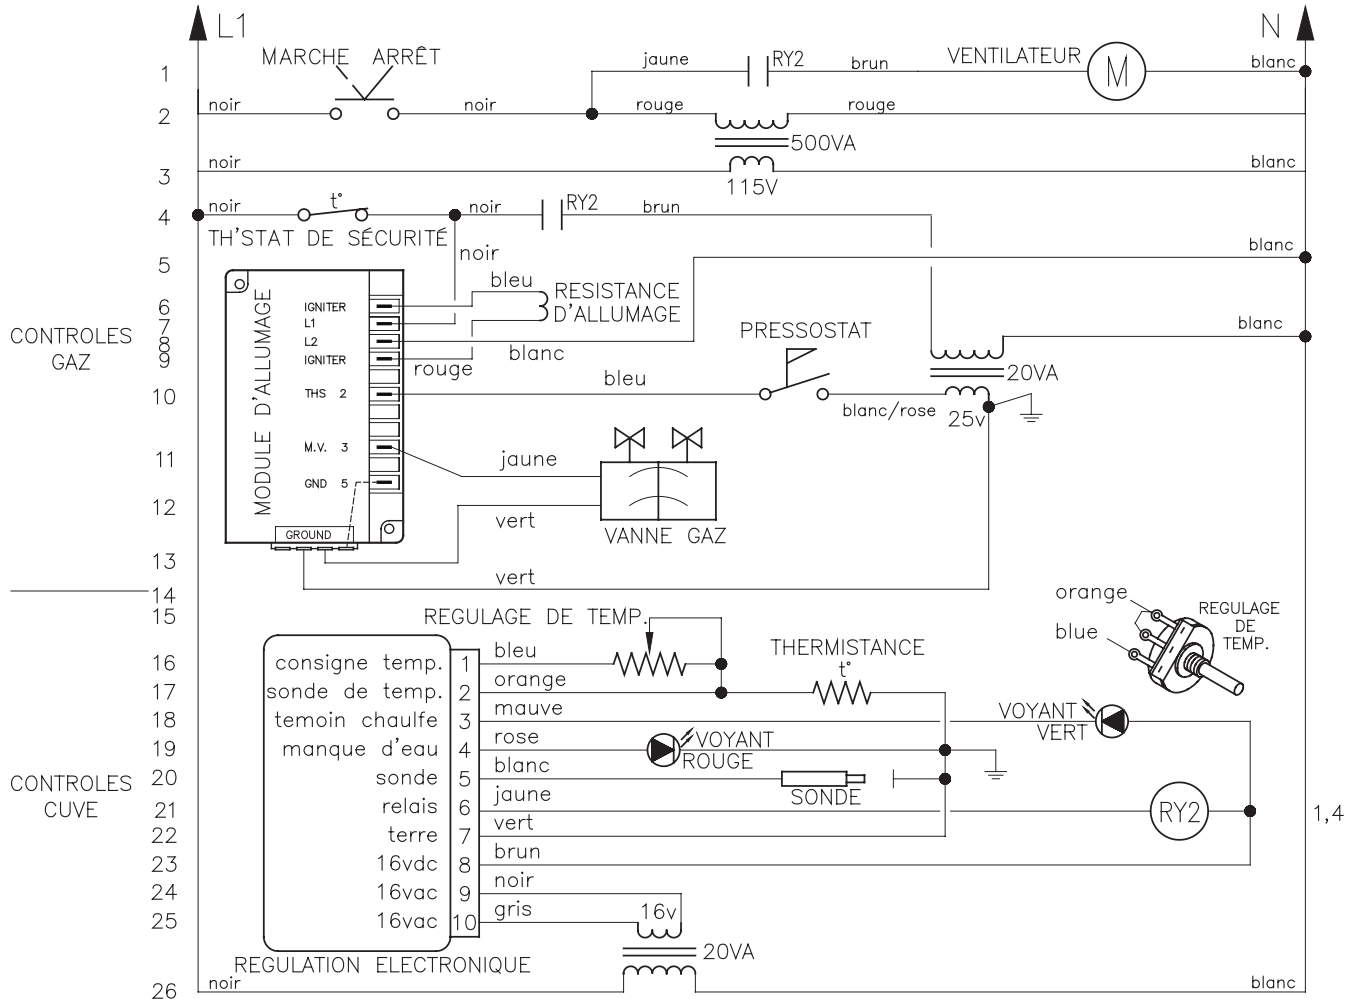 L1
N
MARCHE ARRÊT
jaune
RY2
brun
VENTILATEUR
M
blanc
1
noir
noir
rouge
rouge
2
500VA
noir
blanc
3
115V
noir
t°
noir
RY2
brun
4
TH'STAT DE SÉCURITÉ
noir
blanc
5
bleu
RESISTANCE
D'ALLUMAGE
6
IGNITER
7
L1
8
L2
9
IGNITER
blanc
rouge
PRESSOSTAT
blanc
CONTROLES
GAZ
MODULE D'ALLUMAGE
20VA
10
THS 2
bleu
blanc/rose
25v
11
M.V. 3
jaune
GND 5
12
vert
VANNE GAZ
GROUND
13
vert
14
15
REGULAGE DE TEMP.
orange
blue
REGULAGE
DE
TEMP.
THERMISTANCE
t°
16
consigne temp. 1 bleu
17
sonde de temp. 2 orange
18
temoin chaulfe 3 mauve
VOYANT
VERT
19
manque d'eau 4 rose
VOYANT
ROUGE
20
sonde 5 blanc
SONDE
CONTROLES
CUVE
21
relais 6 jaune
RY2
1,4
22
terre 7 vert
23
16vdc 8 brun
24
16vac 9 noir
25
16vac 10 gris
16v
20VA
REGULATION ELECTRONIQUE
26
noir
blanc